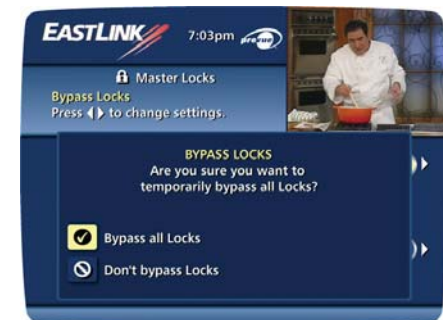 EASTLINK 7:03pm prevue
Master Locks
Bypass Locks
Press to change settings.
BYPASS LOCKS
Are you sure you want to
temporarily bypass all Locks?
Bypass all Locks
Don't bypass Locks